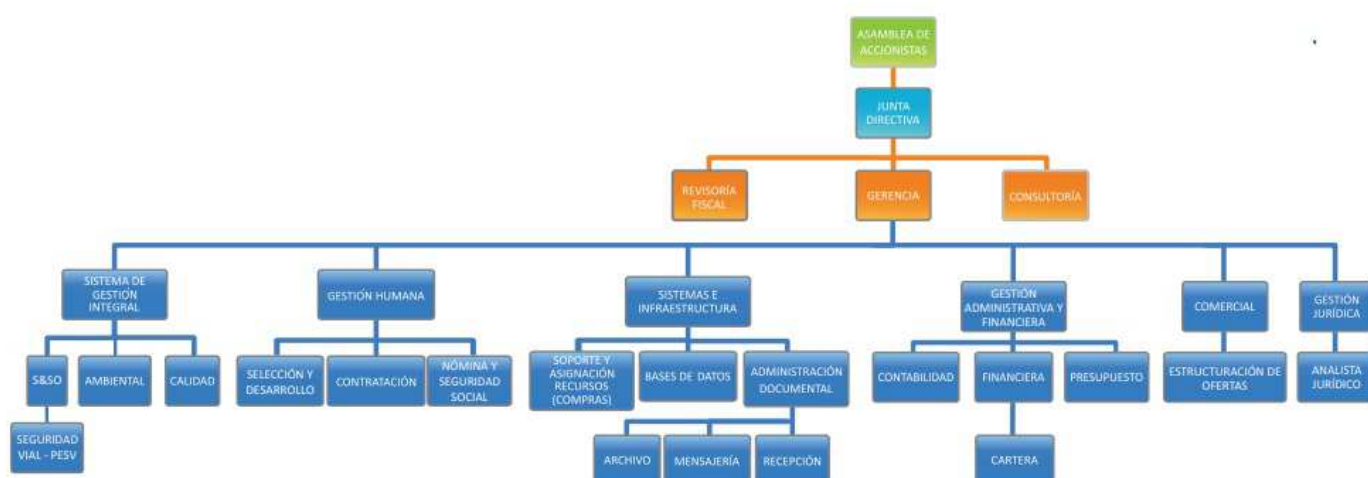 ASAMBLEA DE
ACCIONISTAS
JUNTA
DIRECTIVA
REVISORÍA
FISCAL
GERENCIA
CONSULTORÍA
SISTEMA DE
GESTIÓN
INTEGRAL
GESTIÓN HUMANA
SISTEMAS E
INFRAESTRUCTURA
GESTIÓN
ADMINISTRATIVA Y
FINANCIERA
COMERCIAL
GESTIÓN
JURÍDICA
S&SO
AMBIENTAL
CALIDAD
SELECCIÓN Y
DESARROLLO
CONTRATACIÓN
NÓMINA Y
SEGURIDAD
SOCIAL
SOPORTE Y
ASIGNACIÓN
RECURSOS
(COMPRAS)
BASES DE DATOS
ADMINISTRACIÓN
DOCUMENTAL
CONTABILIDAD
FINANCIERA
PRESUPUESTO
ESTRUCTURACIÓN DE
OFERTAS
ANALISTA
JURÍDICO
SEGURIDAD
VIAL - PESV
ARCHIVO
MENSAJERÍA
RECEPCIÓN
CARTERA